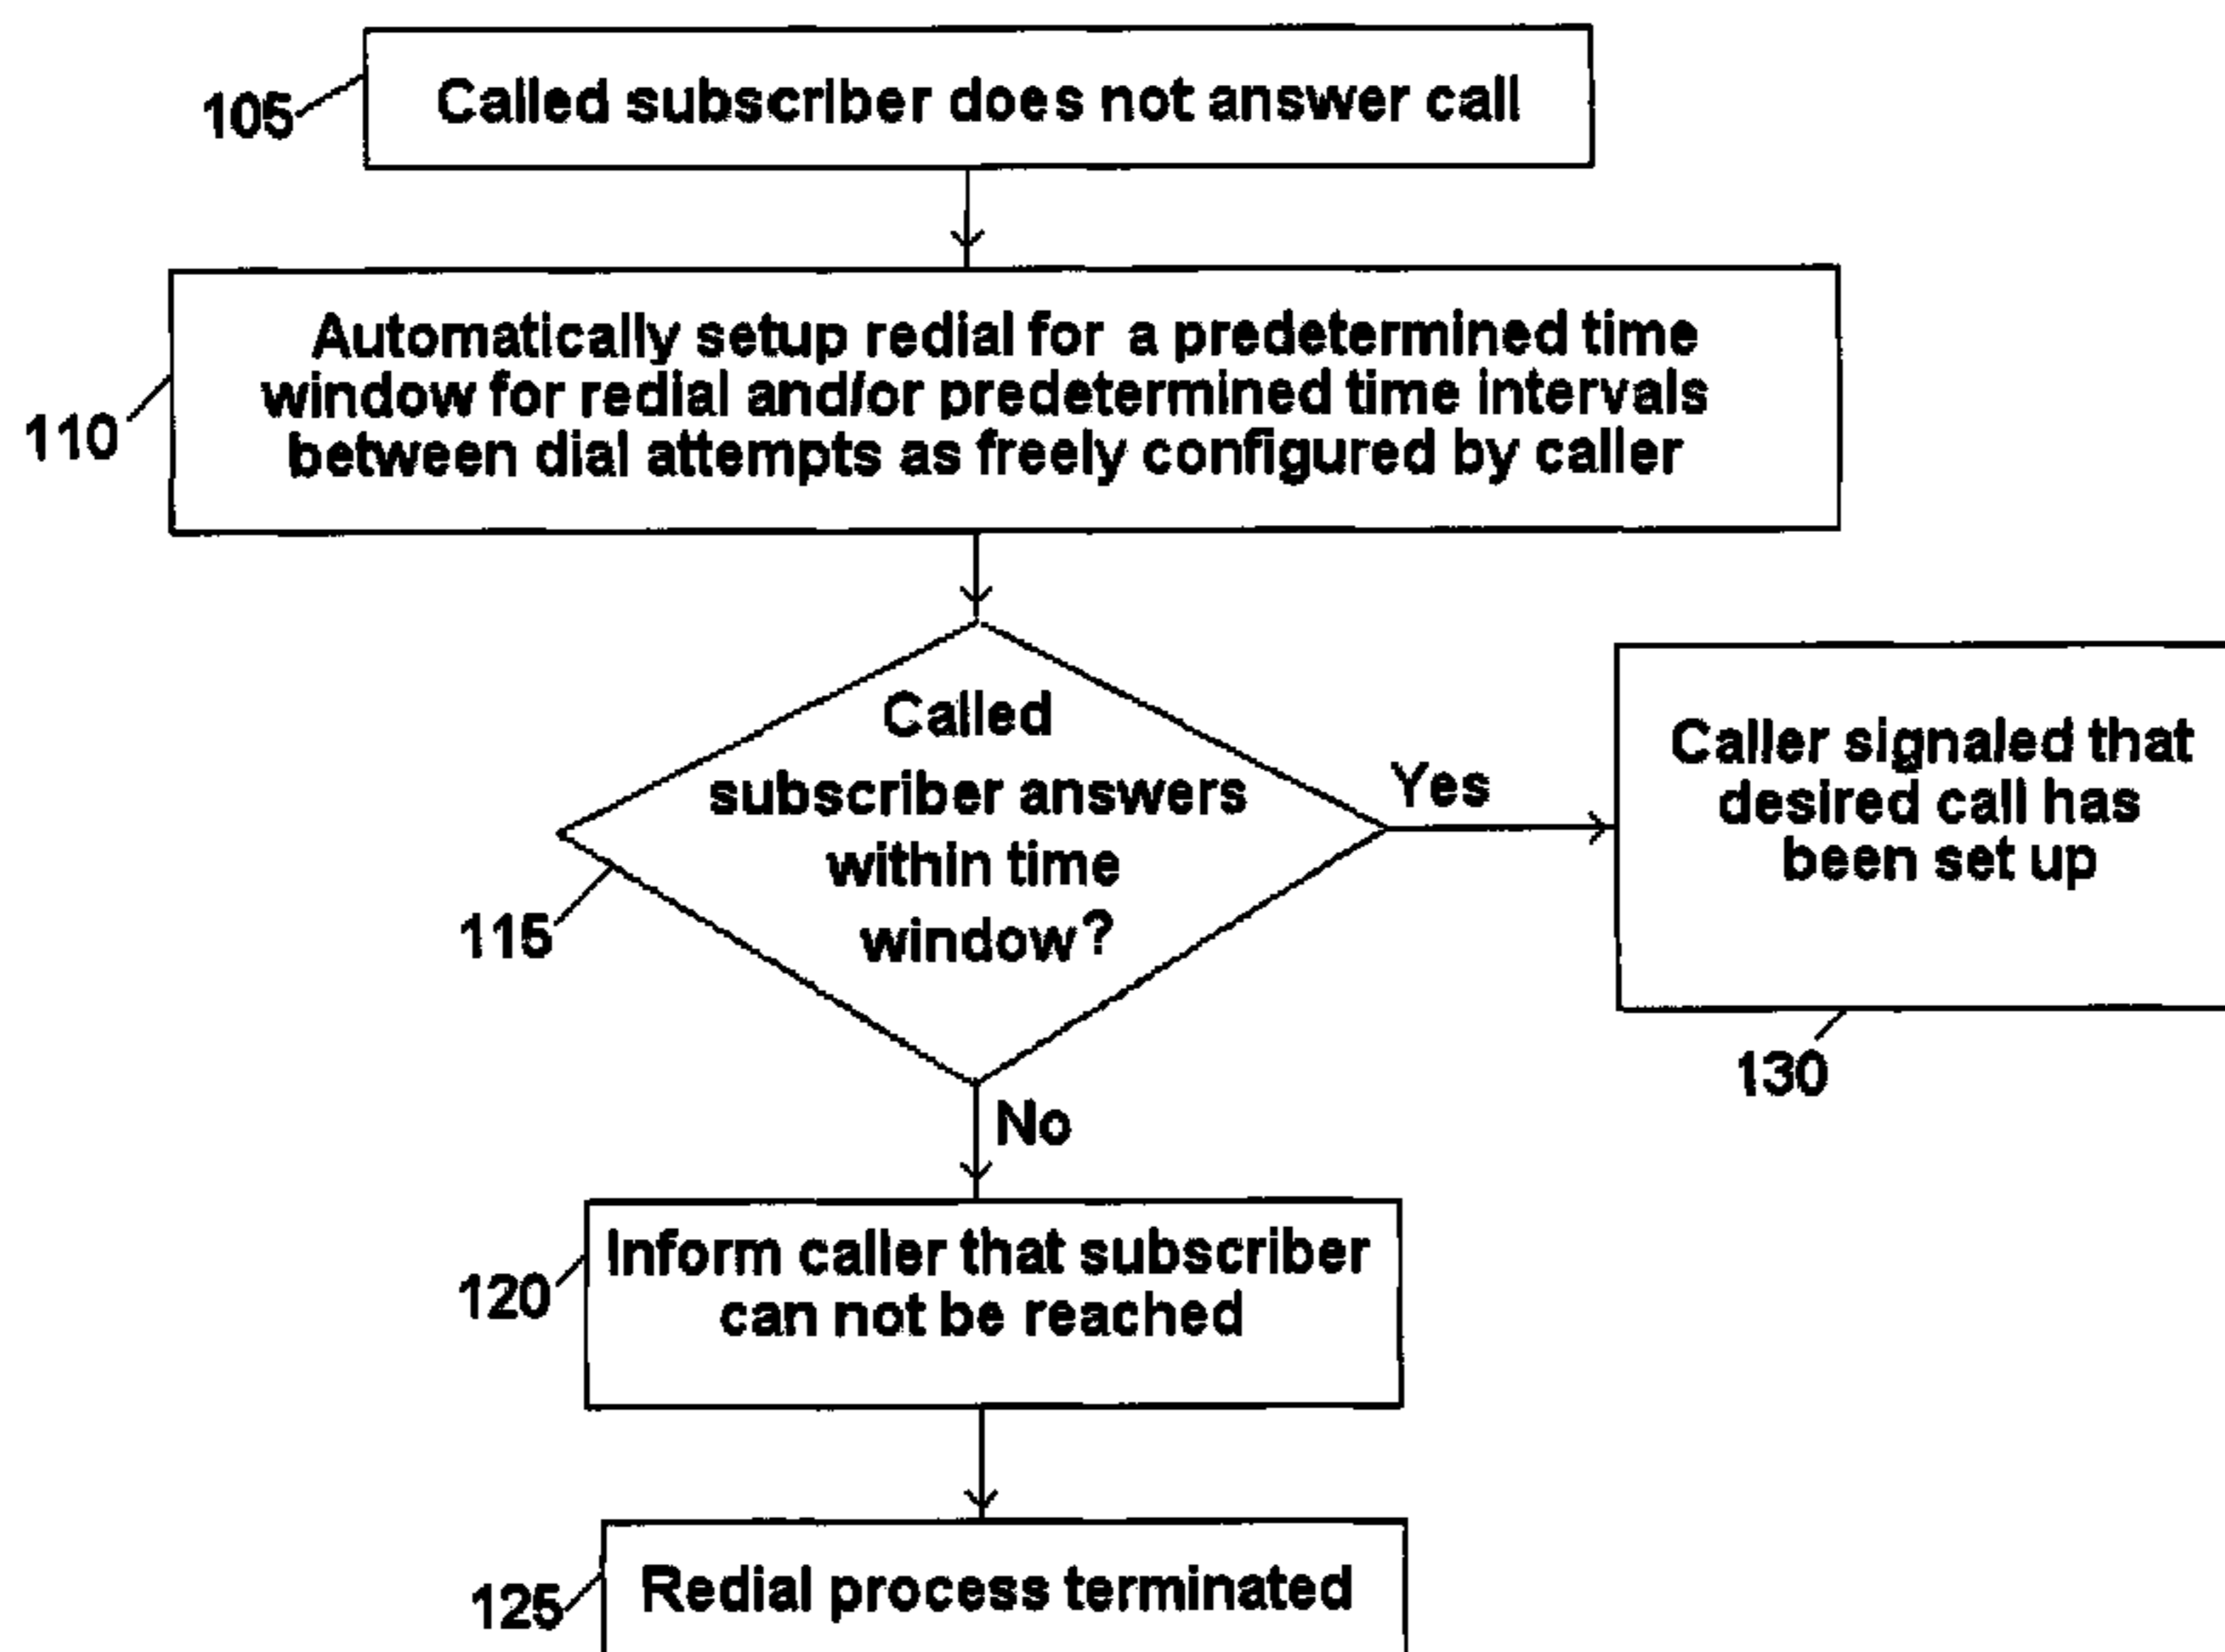 105
Called subscriber does not answer call
110
Automatically setup redial for a predetermined time
window for redial and/or predetermined time intervals
between dial attempts as freely configured by caller
Called
subscriber answers
within time
window?
115
Yes
Caller signaled that
desired call has
been set up
130
No
120
Inform caller that subscriber
can not be reached
125
Redial process terminated